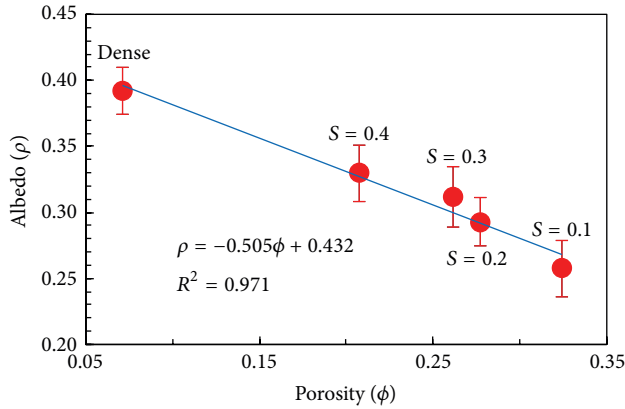 0.45
Dense
0.40
S = 0.4
S = 0.3
0.35
Albedo (ρ)
0.30
S = 0.1
S = 0.2
ρ = −0.505ϕ + 0.432
0.25
R² = 0.971
0.20
0.05 0.15 0.25 0.35
Porosity (ϕ)